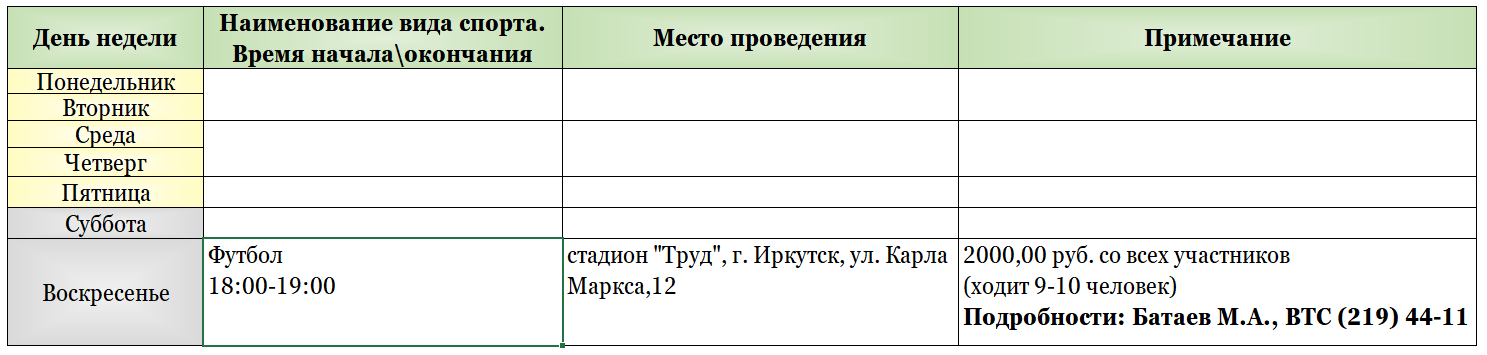 День недели
Наименование вида спорта.
Время начала\окончания
Место проведения
Примечание
Понедельник
Вторник
Среда
Четверг
Пятница
Суббота
Воскресенье
Футбол
18:00-19:00
стадион "Труд", г. Иркутск, ул. Карла
Маркса,12
2000,00 руб. со всех участников
(ходит 9-10 человек)
Подробности: Батаев М.А., ВТС (219) 44-11